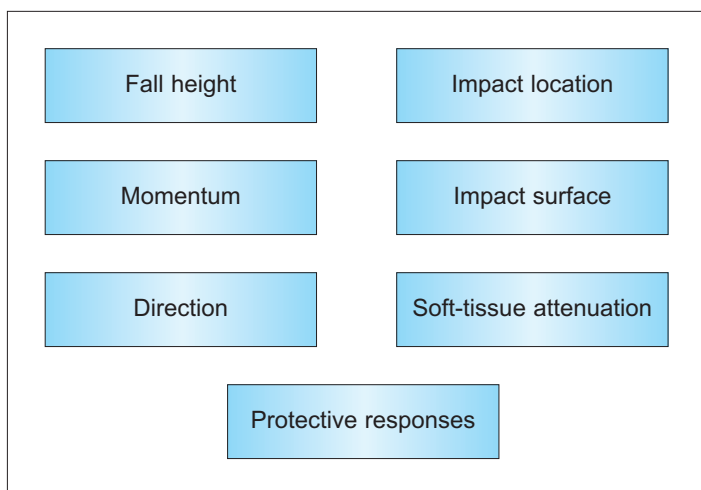 Fall height
Impact location
Momentum
Impact surface
Direction
Soft-tissue attenuation
Protective responses